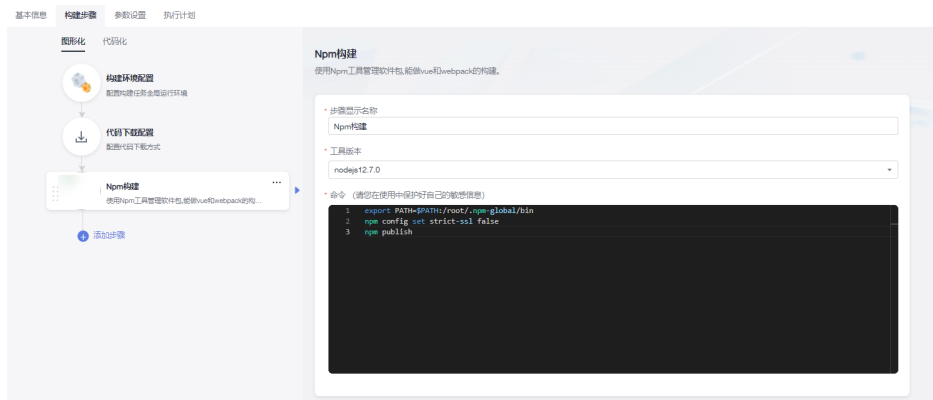 基本信息 构建步骤 参数设置 执行计划
图形化 代码化
构建环境配置
配置构建任务全局运行环境
代码下载配置
配置代码下载方式
Npm构建
使用Npm工具管理软件包,能做vue和webpack的构...
添加步骤
Npm构建
使用Npm工具管理软件包,能做vue和webpack的构建。
* 步骤显示名称
Npm构建
* 工具版本
nodejs12.7.0
* 命令 (请您在使用中保护好自己的敏感信息)
1 export PATH=$PATH:/root/.npm-global/bin
2 npm config set strict-ssl false
3 npm publish